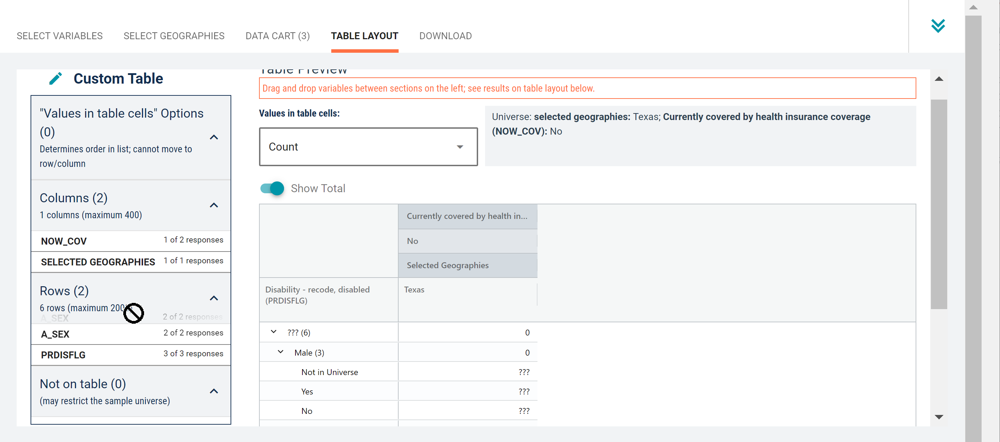 SELECT VARIABLES SELECT GEOGRAPHIES DATA CART (3) TABLE LAYOUT DOWNLOAD
Custom Table
"Values in table cells" Options
(0)
Determines order in list; cannot move to
row/column
Columns (2)
1 columns (maximum 400)
NOW_COV 1 of 2 responses
SELECTED GEOGRAPHIES 1 of 1 responses
Rows (2)
6 rows (maximum 200
A_SEX 2 of 2 responses
A_SEX 2 of 2 responses
PRDISFLG 3 of 3 responses
Not on table (0)
(may restrict the sample universe)
Table Preview
Drag and drop variables between sections on the left; see results on table layout below.
Values in table cells:
Count
Universe: selected geographies: Texas; Currently covered by health insurance coverage
(NOW_COV): No
Show Total
Currently covered by health in...
No
Selected Geographies
Disability - recode, disabled
(PRDISFLG)
Texas
??? (6) 0
Male (3) 0
Not in Universe ???
Yes ???
No ???